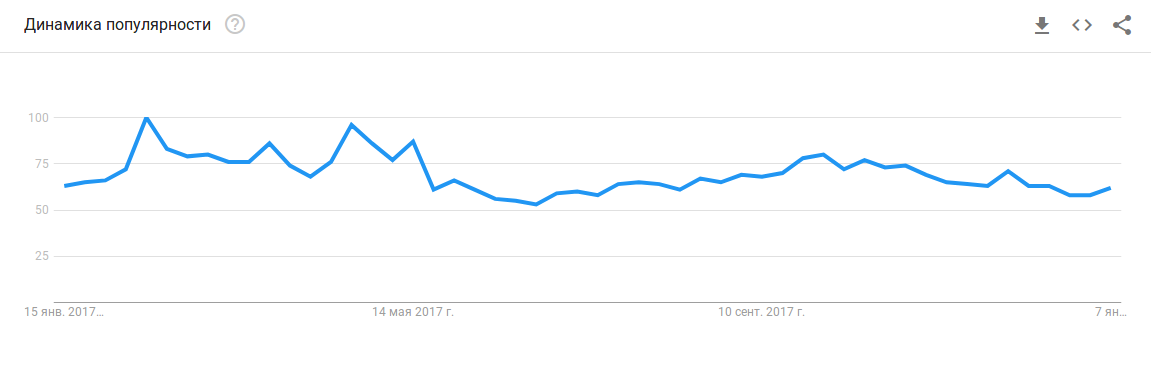 Динамика популярности ?
100
75
50
25
15 янв. 2017…
14 мая 2017 г.
10 сент. 2017 г.
7 ян…